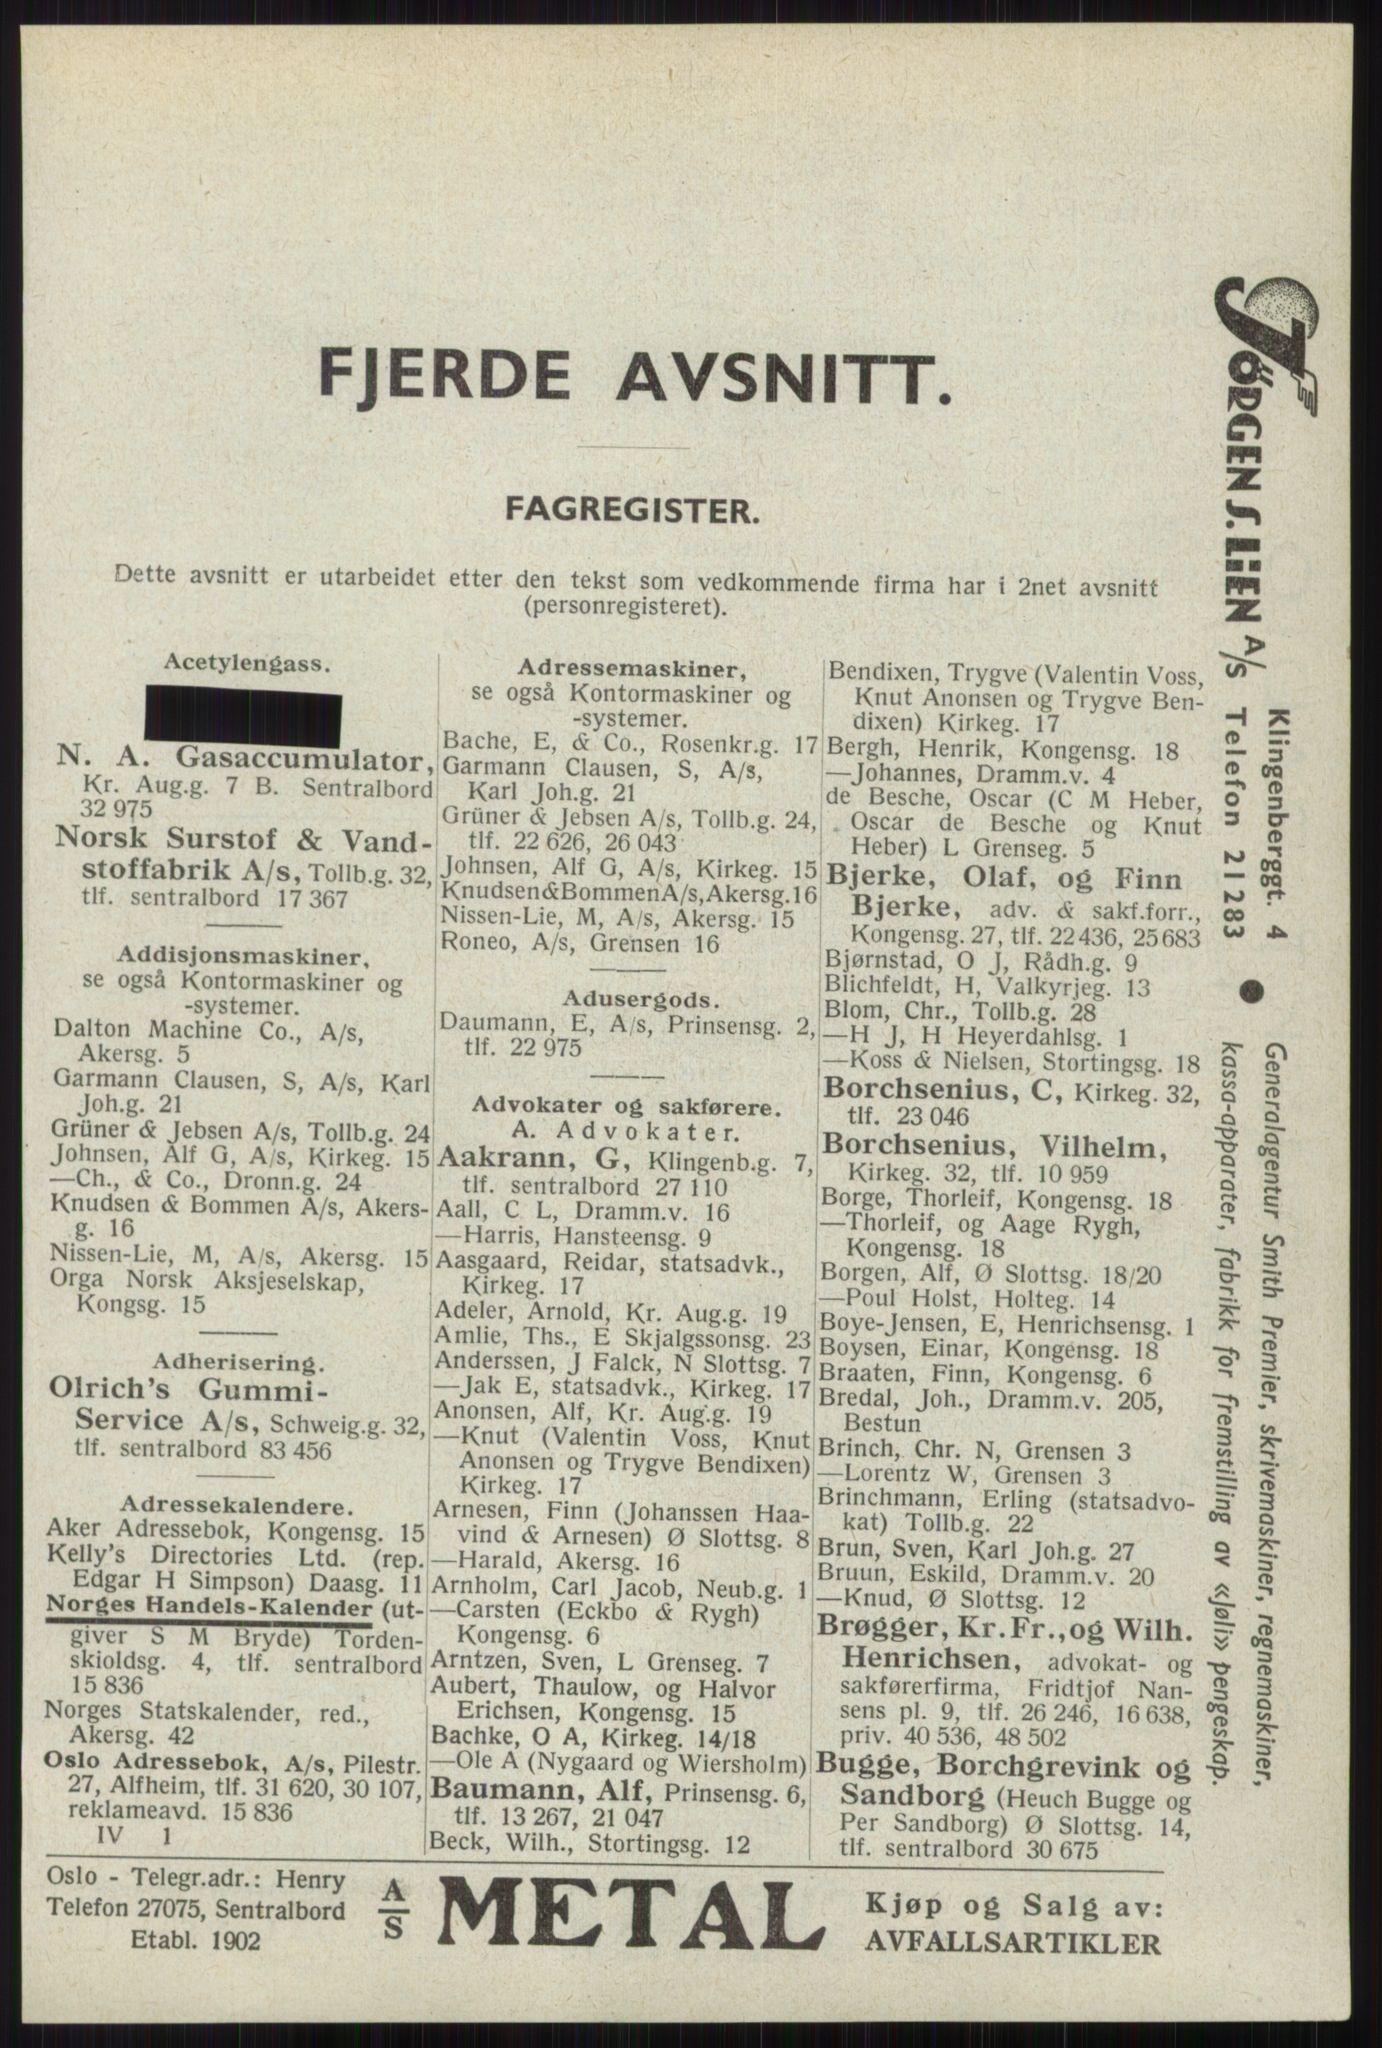 FJERDE AVSNITT.
FAGREGISTER.
Dette avsnitt er utarbeidet etter den tekst som vedkommende firma har i 2net avsnitt
(personregisteret).
Acetylengass.
N. A. Gasaccumulator,
Kr. Aug.g. 7 B. Sentralbord
32 975
Norsk Surstof & Vand-
stoffabrik A/s, Tollb.g. 32,
tlf. sentralbord 17 367
Addisjonsmaskiner,
se også Kontormaskiner og
-systemer.
Dalton Machine Co., A/s,
Akersg. 5
Garmann Clausen, S, A/s, Karl
Joh.g. 21
Grüner & Jebsen A/s, Tollb.g. 24
Johnsen, Alf G, A/s, Kirkeg. 15
—Ch., & Co., Dronn.g. 24
Knudsen & Bommen A/s, Akers-
g. 16
Nissen-Lie, M, A/s, Akersg. 15
Orga Norsk Aksjeselskap,
Kongsg. 15
Adherisering.
Olrich's Gummi-
Service A/s, Schweig.g. 32,
tlf. sentralbord 83 456
Adressekalendere.
Aker Adressebok, Kongensg. 15
Kelly's Directories Ltd. (rep.
Edgar H Simpson) Daasg. 11
Norges Handels-Kalender (ut-
giver S M Bryde) Torden-
skioldsg. 4, tlf. sentralbord
15 836
Norges Statskalender, red.,
Akersg. 42
Oslo Adressebok, A/s, Pilestr.
27, Alfheim, tlf. 31 620, 30 107,
reklameavd. 15 836
IV 1
Adressemaskiner,
se også Kontormaskiner og
-systemer.
Bache, E, & Co., Rosenkr.g. 17
Garmann Clausen, S, A/s,
Karl Joh.g. 21
Grüner & Jebsen A/s, Tollb.g. 24,
tlf. 22 626, 26 043
Johnsen, Alf G, A/s, Kirkeg. 15
Knudsen&BommenA/s,Akersg.16
Nissen-Lie, M, A/s, Akersg. 15
Roneo, A/s, Grensen 16
Adusergods.
Daumann, E, A/s, Prinsensg. 2,
tlf. 22 975
Advokater og sakførere.
A. Advokater.
Aakrann, G, Klingenb.g. 7,
tlf. sentralbord 27 110
Aall, C L, Dramm.v. 16
—Harris, Hansteensg. 9
Aasgaard, Reidar, statsadvk.,
Kirkeg. 17
Adeler, Arnold, Kr. Aug.g. 19
Amlie, Ths., E Skjalgssonsg. 23
Anderssen, J Falck, N Slottsg. 7
—Jak E, statsadvk., Kirkeg. 17
Anonsen, Alf, Kr. Aug.g. 19
—Knut (Valentin Voss, Knut
Anonsen og Trygve Bendixen)
Kirkeg. 17
Arnesen, Finn (Johanssen Haa-
vind & Arnesen) Ø Slottsg. 8
—Harald, Akersg. 16
Arnholm, Carl Jacob, Neub.g. 1
—Carsten (Eckbo & Rygh)
Kongensg. 6
Arntzen, Sven, L Grenseg. 7
Aubert, Thaulow, og Halvor
Erichsen, Kongensg. 15
Bachke, O A, Kirkeg. 14/18
—Ole A (Nygaard og Wiersholm)
Baumann, Alf, Prinsensg. 6,
tlf. 13 267, 21 047
Beck, Wilh., Stortingsg. 12
Bendixen, Trygve (Valentin Voss,
Knut Anonsen og Trygve Ben-
dixen) Kirkeg. 17
Bergh, Henrik, Kongensg. 18
—Johannes, Dramm.v. 4
de Besche, Oscar (C M Heber,
Oscar de Besche og Knut
Heber) L Grenseg. 5
Bjerke, Olaf, og Finn
Bjerke, adv. & sakf.forr.,
Kongensg. 27, tlf. 22 436, 25 683
Bjørnstad, O J, Rådh.g. 9
Blichfeldt, H, Valkyrjeg. 13
Blom, Chr., Tollb.g. 28
—H J, H Heyerdahlsg. 1
—Koss & Nielsen, Stortingsg. 18
Borchsenius, C, Kirkeg. 32,
tlf. 23 046
Borchsenius, Vilhelm,
Kirkeg. 32, tlf. 10 959
Borge, Thorleif, Kongensg. 18
—Thorleif, og Aage Rygh,
Kongensg. 18
Borgen, Alf, Ø Slottsg. 18/20
—Poul Holst, Holteg. 14
Boye-Jensen, E, Henrichsensg. 1
Boysen, Einar, Kongensg. 18
Braaten, Finn, Kongensg. 6
Bredal, Joh., Dramm.v. 205,
Bestun
Brinch, Chr. N, Grensen 3
—Lorentz W, Grensen 3
Brinchmann, Erling (statsadvo-
kat) Tollb.g. 22
Brun, Sven, Karl Joh.g. 27
Bruun, Eskild, Dramm.v. 20
—Knud, Ø Slottsg. 12
Brøgger, Kr. Fr., og Wilh.
Henrichsen, advokat- og
sakførerfirma, Fridtjof Nan-
sens pl. 9, tlf. 26 246, 16 638,
priv. 40 536, 48 502
Bugge, Borchgrevink og
Sandborg (Heuch Bugge og
Per Sandborg) Ø Slottsg. 14,
tlf. sentralbord 30 675
JÖRGEN S. LIEN A/s
Klingenberggt. 4
Telefon 21283
●
Generalagentur Smith Premier, skrivemaskiner, regnemaskiner,
kassa-apparater, fabrikk for fremstilling av «Jøli» pengeskap.
Oslo - Telegr.adr.: Henry
Telefon 27075, Sentralbord
Etabl. 1902
A/S METAL
Kjøp og Salg av:
AVFALLSARTIKLER